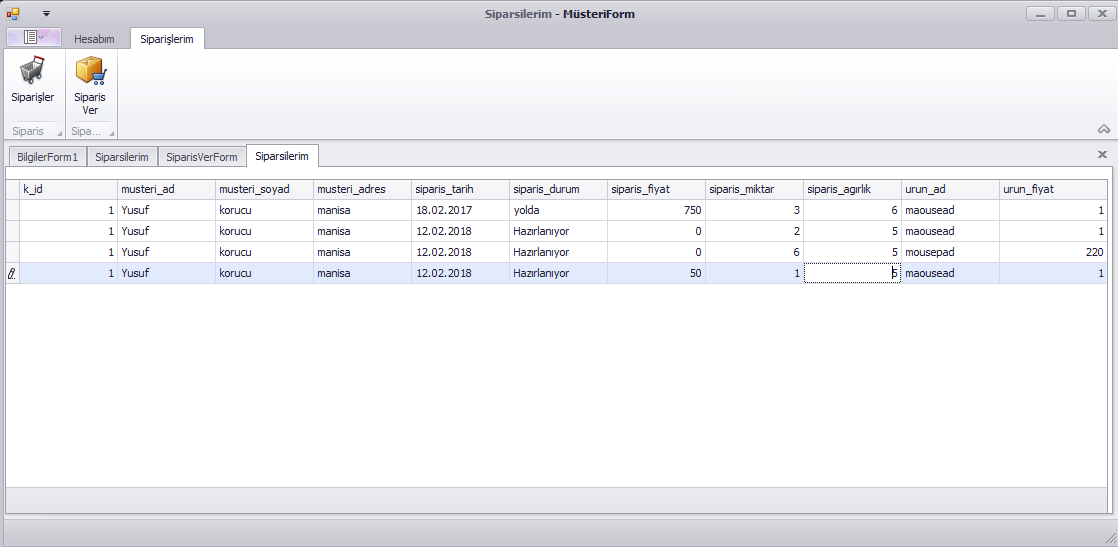 Siparsilerim - MüsteriForm
Hesabım Siparişlerim
Siparişler Siparis Ver
Siparis Sipa...
BilgilerForm1 Siparsilerim SiparisVerForm Siparsilerim
k_id musteri_ad musteri_soyad musteri_adres siparis_tarih siparis_durum siparis_fiyat siparis_miktar siparis_agırlik urun_ad urun_fiyat
1 Yusuf korucu manisa 18.02.2017 yolda 750 3 6 maousead 1
1 Yusuf korucu manisa 12.02.2018 Hazırlanıyor 0 2 5 maousead 1
1 Yusuf korucu manisa 12.02.2018 Hazırlanıyor 0 6 5 mousepad 220
1 Yusuf korucu manisa 12.02.2018 Hazırlanıyor 50 1 5 maousead 1